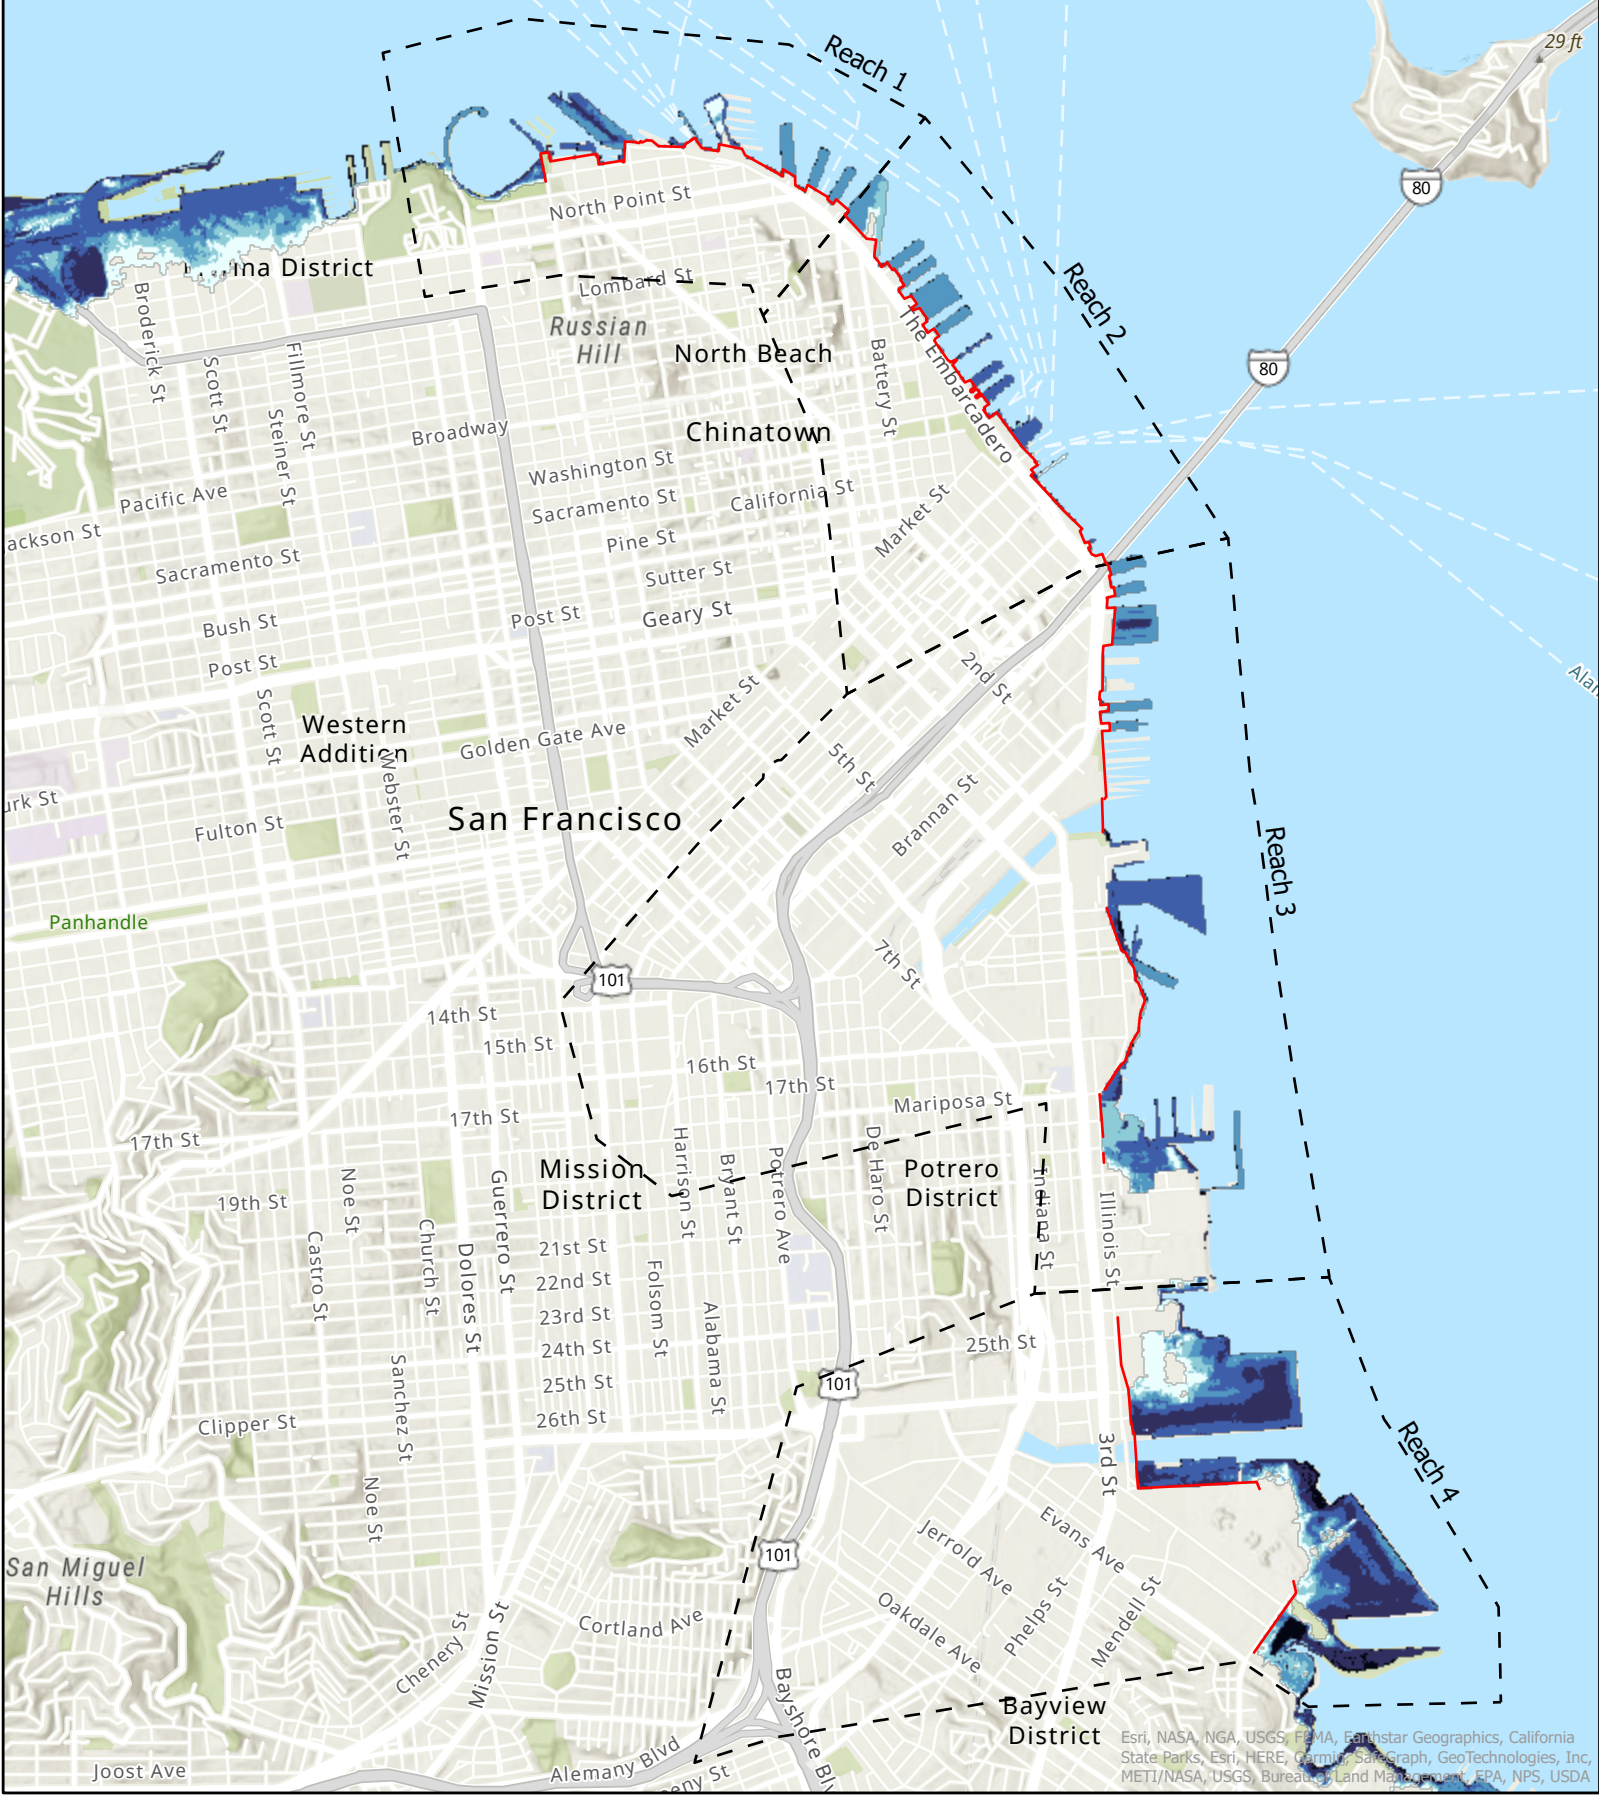 29 ft
Reach 1
80
North Point St
Lombard St
ina District
Reach 2
Russian
Hill
North Beach
The Embarcadero
Battery St
80
Broderick St
Scott St
Fillmore St
Steiner St
Broadway
Chinatown
Washington St
Pacific Ave
Sacramento St
California St
Market St
ackson St
Pine St
Sacramento St
Sutter St
Bush St
Post St
Geary St
Post St
2nd St
Alan
Scott St
Western
Addition
Market St
Golden Gate Ave
Webster St
5th St
urk St
Brannan St
San Francisco
Fulton St
Reach 3
Panhandle
7th St
101
14th St
15th St
16th St
17th St
17th St
Mariposa St
17th St
Mission
District
Harrison St
Bryant St
Potrero Ave
De Haro St
Potrero
District
Indiana St
Illinois St
19th St
Noe St
Church St
Guerrero St
Dolores St
Castro St
21st St
22nd St
23rd St
24th St
25th St
26th St
Folsom St
Alabama St
25th St
101
Sanchez St
Clipper St
Noe St
3rd St
Reach 4
Evans Ave
Jerrold Ave
101
San Miguel
Hills
Phelps St
Mendell St
Oakdale Ave
Cortland Ave
Chenery St
Mission St
Bayshore Blv
Bayview
District
Joost Ave
Alemany Blvd
eny St
Esri, NASA, NGA, USGS, FEMA, Earthstar Geographics, California
State Parks, Esri, HERE, Garmin, SafeGraph, GeoTechnologies, Inc,
METI/NASA, USGS, Bureau of Land Management, EPA, NPS, USDA